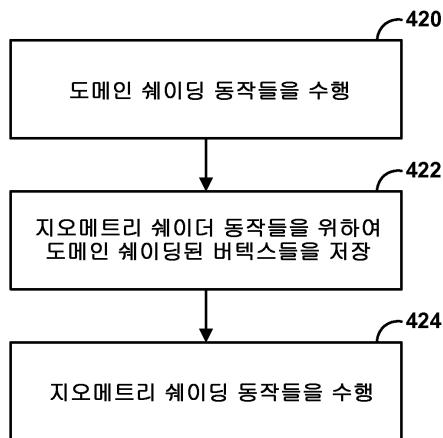 420
도메인 쉐이딩 동작들을 수행
422
지오메트리 쉐이더 동작들을 위하여
도메인 쉐이딩된 버텍스들을 저장
424
지오메트리 쉐이딩 동작들을 수행